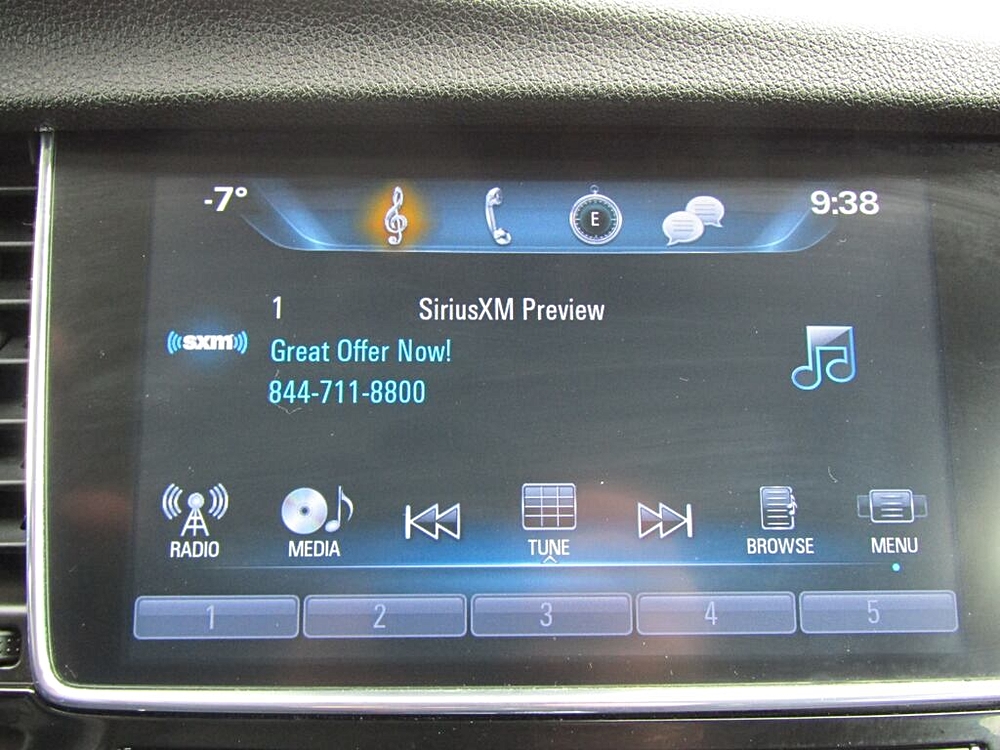 -7° E 9:38
1 SiriusXM Preview
((sxm)) Great Offer Now!
844-711-8800
RADIO MEDIA TUNE BROWSE MENU
1 2 3 4 5